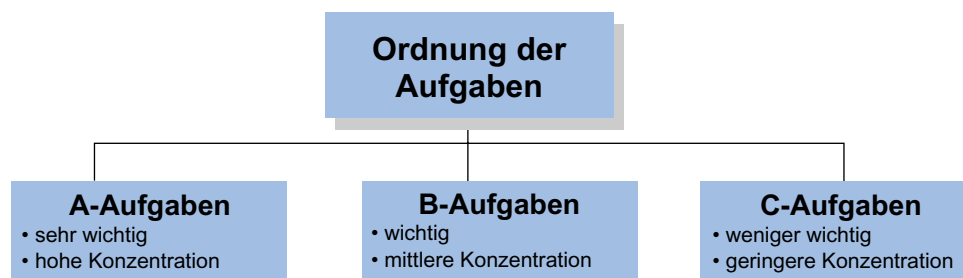 Ordnung der
Aufgaben
A-Aufgaben
• sehr wichtig
• hohe Konzentration
B-Aufgaben
• wichtig
• mittlere Konzentration
C-Aufgaben
• weniger wichtig
• geringere Konzentration